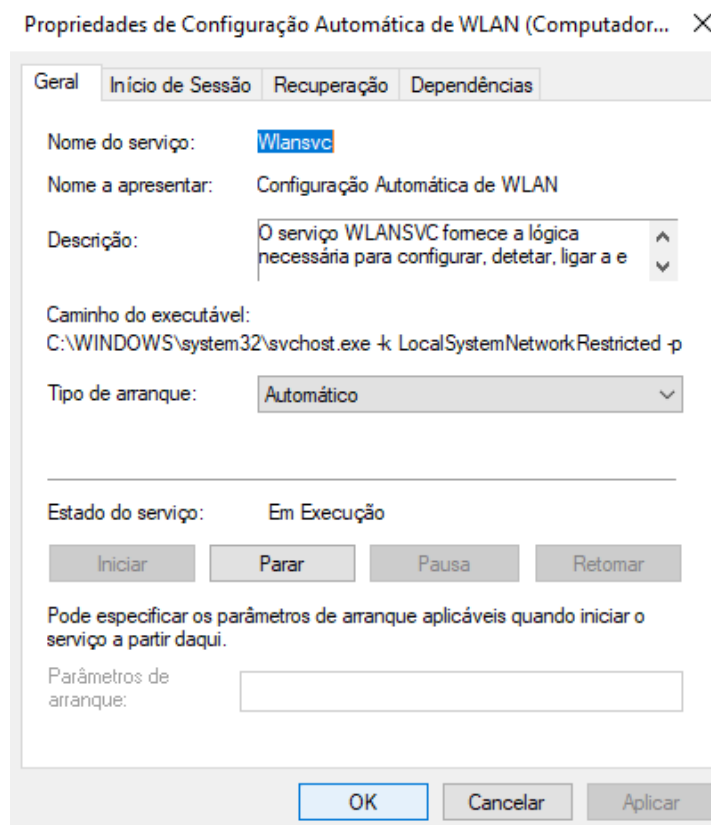 Propriedades de Configuração Automática de WLAN (Computador...
Geral Início de Sessão Recuperação Dependências
Nome do serviço: Wlansvc
Nome a apresentar: Configuração Automática de WLAN
Descrição: O serviço WLANSVC fornece a lógica
necessária para configurar, detetar, ligar a e
Caminho do executável:
C:\WINDOWS\system32\svchost.exe -k LocalSystemNetworkRestricted -p
Tipo de arranque: Automático
Estado do serviço: Em Execução
Iniciar Parar Pausa Retomar
Pode especificar os parâmetros de arranque aplicáveis quando iniciar o
serviço a partir daqui.
Parâmetros de
arranque:
OK Cancelar Aplicar